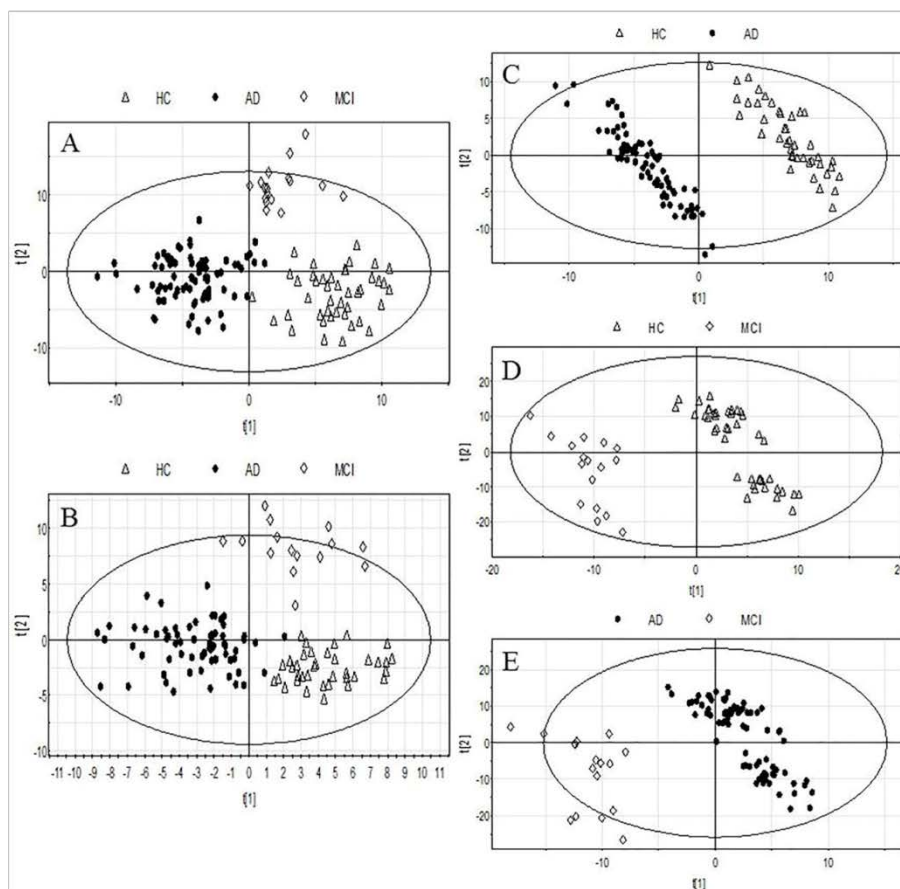 HC AD MCI
A
t[2]
10
0
-10
-10 0 10
t[1]
HC AD MCI
B
t[2]
10
5
0
-5
-10
-11 -10 -9 -8 -7 -6 -5 -4 -3 -2 -1 0 1 2 3 4 5 6 7 8 9 10 11
t[1]
HC AD
C
t[2]
10
5
0
-5
-10
-10 0 10
t[1]
HC MCI
D
t[2]
20
10
0
-10
-20
-20 -10 0 10 20
t[1]
AD MCI
E
t[2]
20
10
0
-10
-20
-10 0 10
t[1]